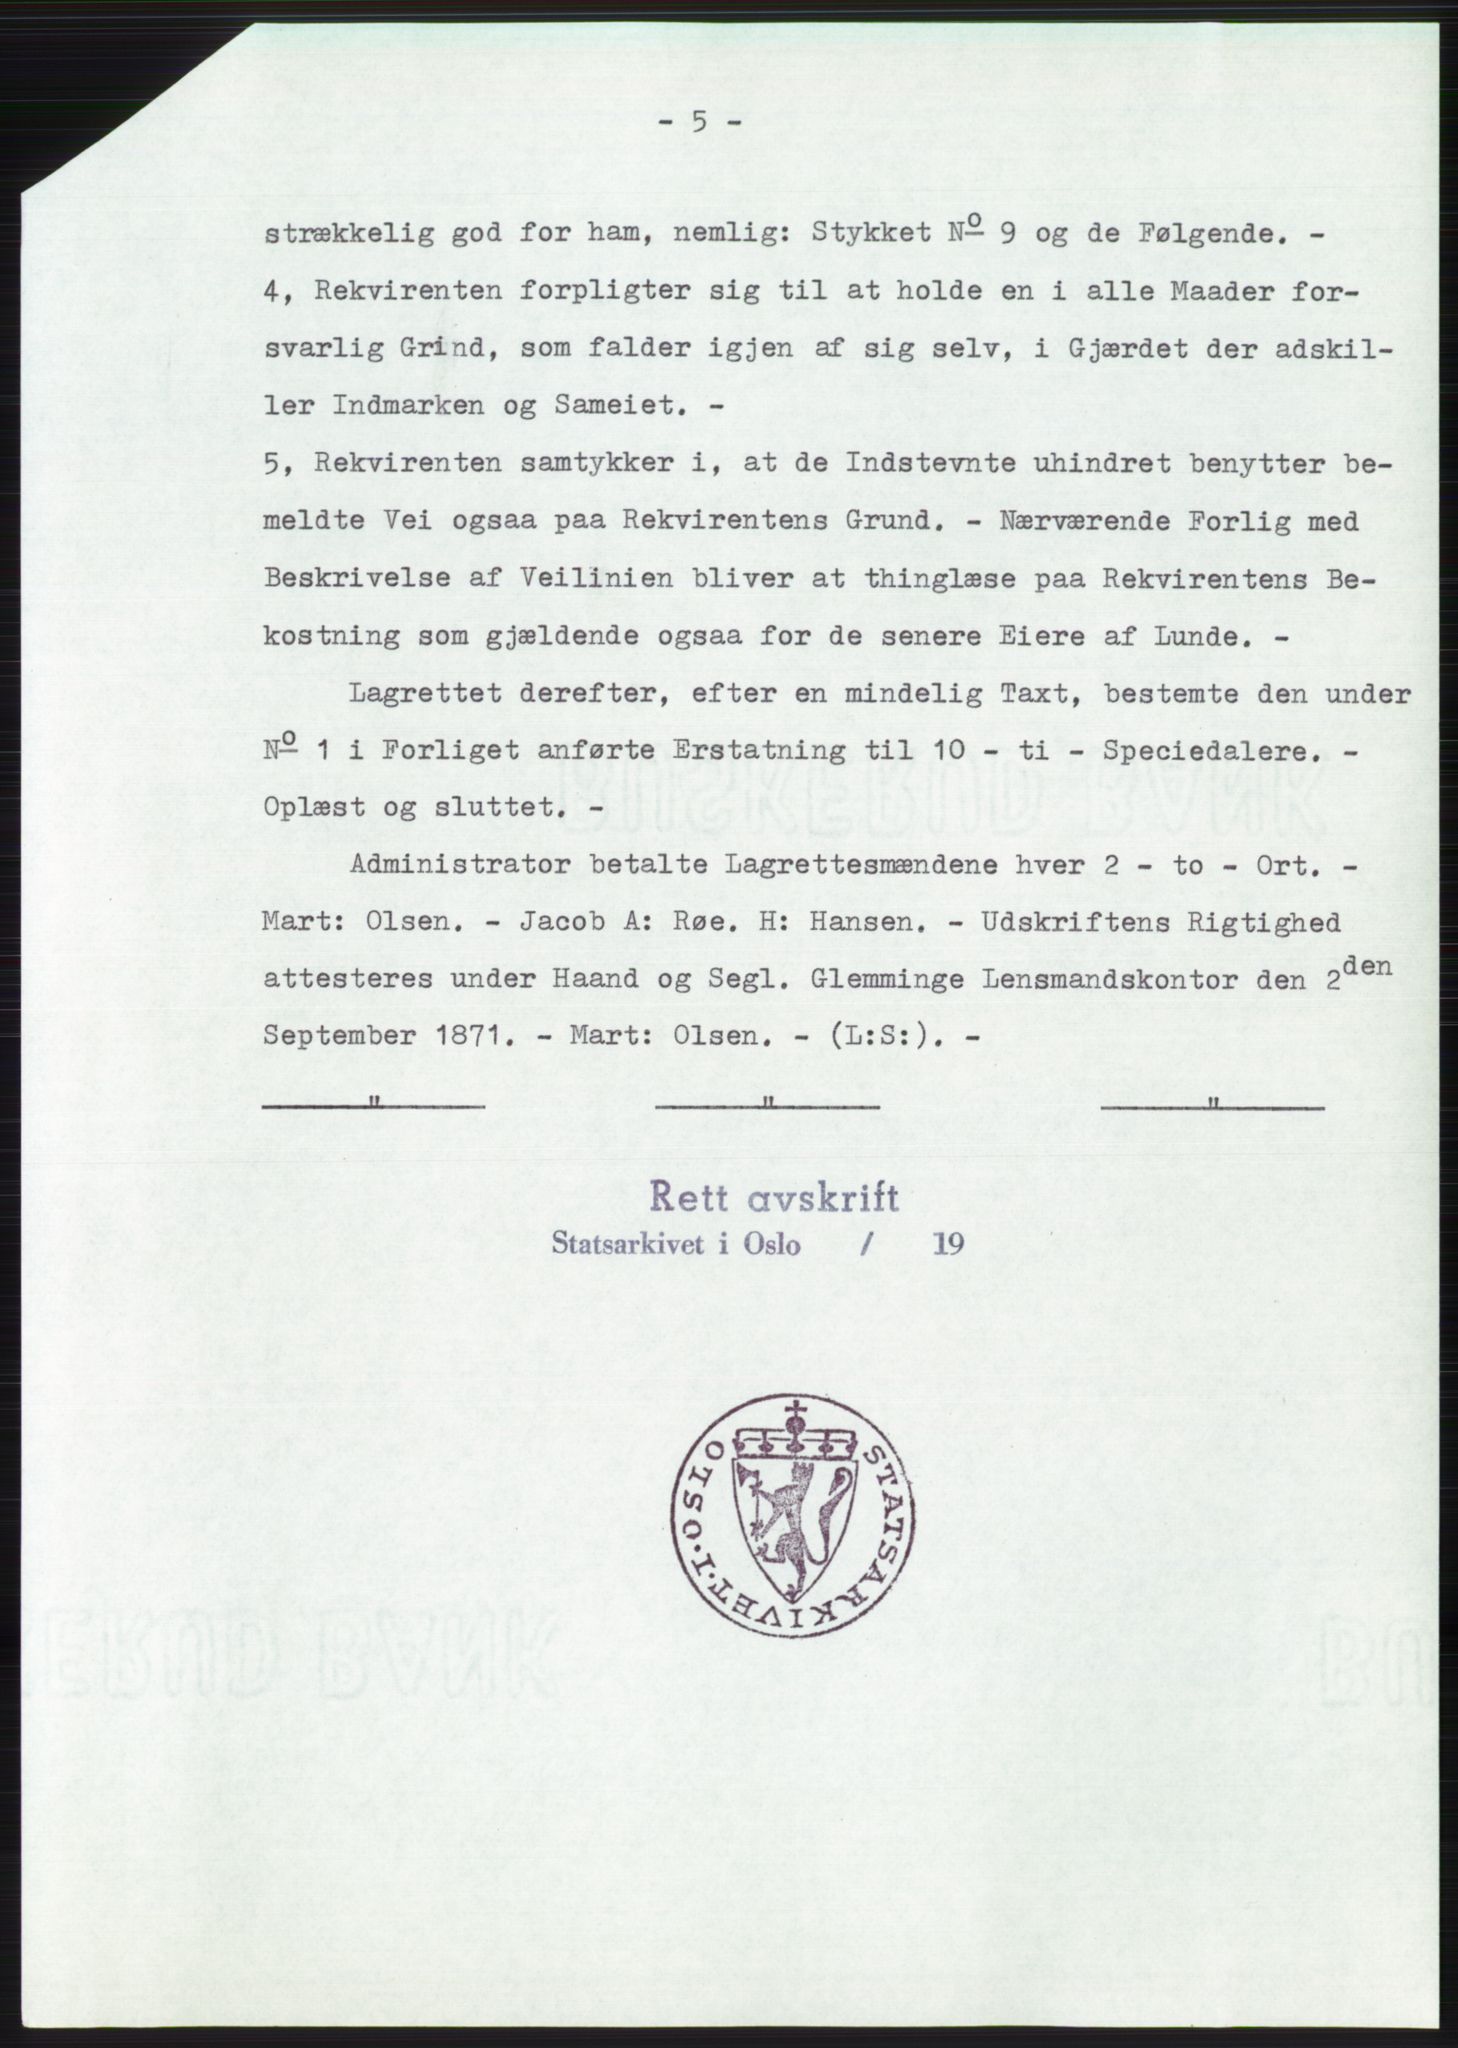 - 5 -
strækkelig god for ham, nemlig: Stykket Nº 9 og de Følgende. -
4, Rekvirenten forpligter sig til at holde en i alle Maader for-
svarlig Grind, som falder igjen af sig selv, i Gjærdet der adskil-
ler Indmarken og Sameiet. -
5, Rekvirenten samtykker i, at de Indstevnte uhindret benytter be-
meldte Vei ogsaa paa Rekvirentens Grund. - Nærværende Forlig med
Beskrivelse af Veilinien bliver at thinglæse paa Rekvirentens Be-
kostning som gjældende ogsaa for de senere Eiere af Lunde. -
Lagrettet derefter, efter en mindelig Taxt, bestemte den under
Nº 1 i Forliget anførte Erstatning til 10 - ti - Speciedalere. -
Oplæst og sluttet. -
Administrator betalte Lagrettesmændene hver 2 - to - Ort. -
Mart: Olsen. - Jacob A: Røe. H: Hansen. - Udskriftens Rigtighed
attesteres under Haand og Segl. Glemminge Lensmandskontor den 2den
September 1871. - Mart: Olsen. - (L:S:). -
" " "
Rett avskrift
Statsarkivet i Oslo / 19
STATSARKIVET·I·OSLO
BUSKERUD BANK